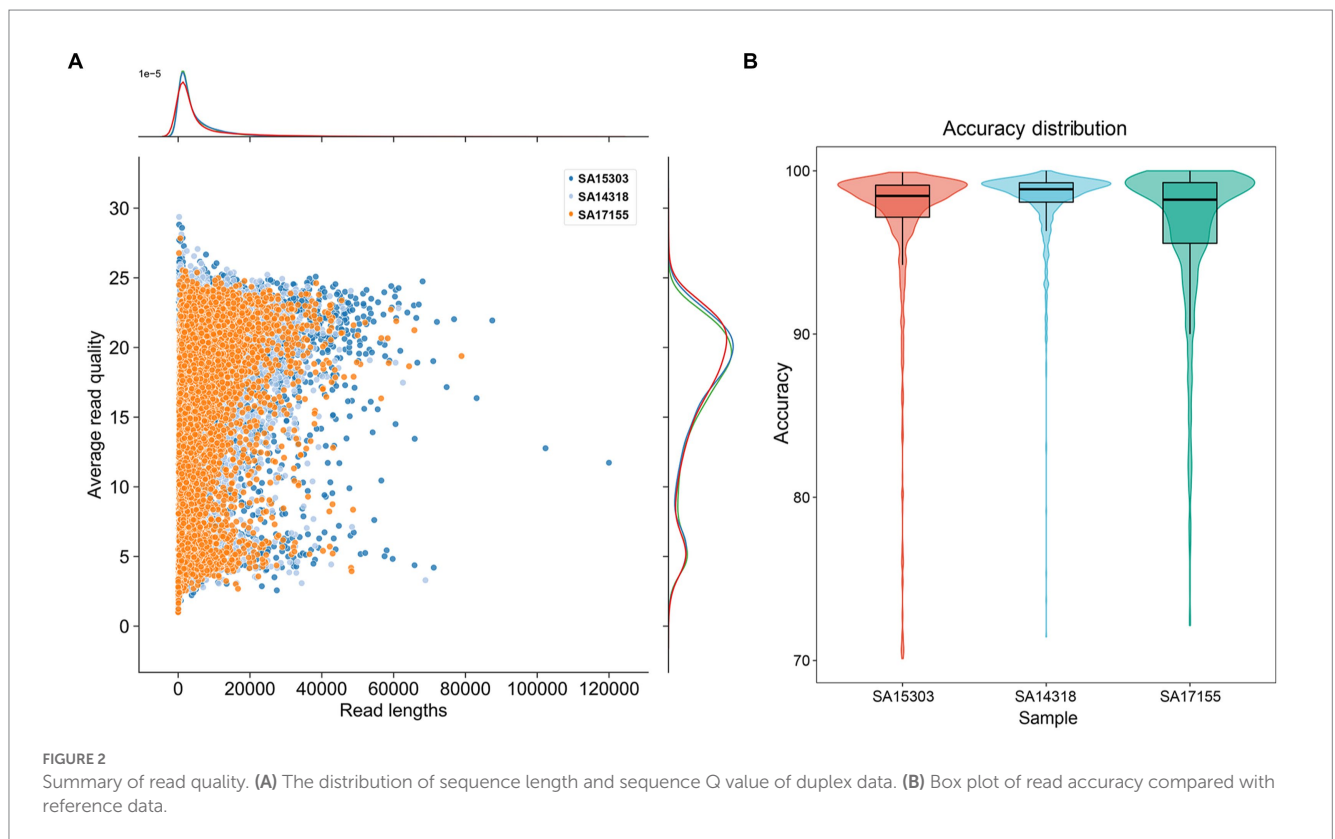 A
1e-5
SA15303
SA14318
SA17155
30
25
20
15
10
5
0
Average read quality
0 20000 40000 60000 80000 100000 120000
Read lengths
B
Accuracy distribution
100
90
80
70
Accuracy
SA15303 SA14318 SA17155
Sample
FIGURE 2
Summary of read quality. (A) The distribution of sequence length and sequence Q value of duplex data. (B) Box plot of read accuracy compared with
reference data.